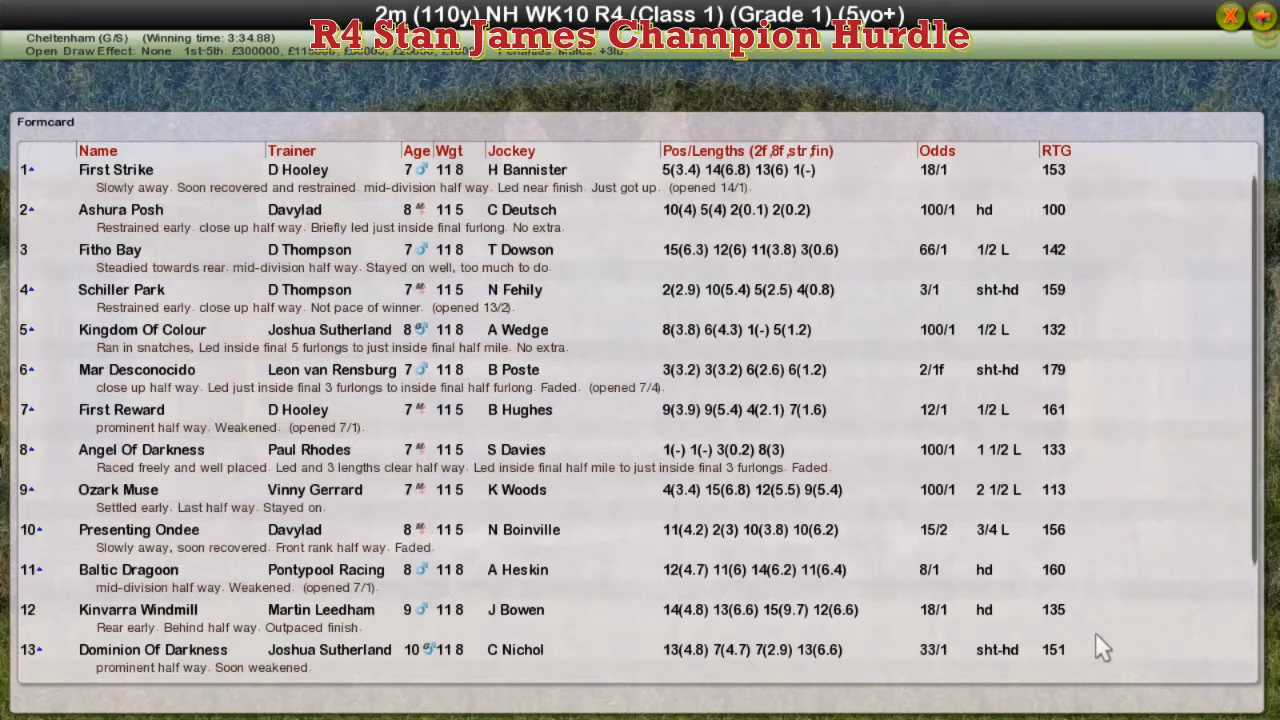 2m (110y) NH WK10 R4 (Class 1) (Grade 1) (5yo+)
R4 Stan James Champion Hurdle
Cheltenham (G/S) (Winning time: 3:34.88)
Open Draw Effect: None 1st-5th: £300000,
Formcard
Name Trainer Age Wgt Jockey Pos/Lengths (2f,8f,str,fin) Odds RTG
1 First Strike D Hooley 7 11 8 H Bannister 5(3.4) 14(6.8) 13(6) 1(-) 18/1 153
Slowly away. Soon recovered and restrained. mid-division half way. Led near finish. Just got up. (opened 14/1).
2 Ashura Posh Davylad 8 11 5 C Deutsch 10(4) 5(4) 2(0.1) 2(0.2) 100/1 hd 100
Restrained early. close up half way. Briefly led just inside final furlong. No extra.
3 Fitho Bay D Thompson 7 11 8 T Dowson 15(6.3) 12(6) 11(3.8) 3(0.6) 66/1 1/2 L 142
Steadied towards rear. mid-division half way. Stayed on well, too much to do.
4 Schiller Park D Thompson 7 11 5 N Fehily 2(2.9) 10(5.4) 5(2.5) 4(0.8) 3/1 sht-hd 159
Restrained early. close up half way. Not pace of winner. (opened 13/2).
5 Kingdom Of Colour Joshua Sutherland 8 11 8 A Wedge 8(3.8) 6(4.3) 1(-) 5(1.2) 100/1 1/2 L 132
Ran in snatches, Led inside final 5 furlongs to just inside final half mile. No extra.
6 Mar Desconocido Leon van Rensburg 7 11 8 B Poste 3(3.2) 3(3.2) 6(2.6) 6(1.2) 2/1f sht-hd 179
close up half way. Led just inside final 3 furlongs to inside final half furlong. Faded. (opened 7/4).
7 First Reward D Hooley 7 11 5 B Hughes 9(3.9) 9(5.4) 4(2.1) 7(1.6) 12/1 1/2 L 161
prominent half way. Weakened. (opened 7/1).
8 Angel Of Darkness Paul Rhodes 7 11 5 S Davies 1(-) 1(-) 3(0.2) 8(3) 100/1 1 1/2 L 133
Raced freely and well placed. Led and 3 lengths clear half way. Led inside final half mile to just inside final 3 furlongs. Faded.
9 Ozark Muse Vinny Gerrard 7 11 5 K Woods 4(3.4) 15(6.8) 12(5.5) 9(5.4) 100/1 2 1/2 L 113
Settled early. Last half way. Stayed on.
10 Presenting Ondee Davylad 8 11 5 N Boinville 11(4.2) 2(3) 10(3.8) 10(6.2) 15/2 3/4 L 156
Slowly away, soon recovered. Front rank half way. Faded.
11 Baltic Dragoon Pontypool Racing 8 11 8 A Heskin 12(4.7) 11(6) 14(6.2) 11(6.4) 8/1 hd 160
mid-division half way. Weakened. (opened 7/1).
12 Kinvarra Windmill Martin Leedham 9 11 8 J Bowen 14(4.8) 13(6.6) 15(9.7) 12(6.6) 18/1 hd 135
Rear early. Behind half way. Outpaced finish.
13 Dominion Of Darkness Joshua Sutherland 10 11 8 C Nichol 13(4.8) 7(4.7) 7(2.9) 13(6.6) 33/1 sht-hd 151
prominent half way. Soon weakened.